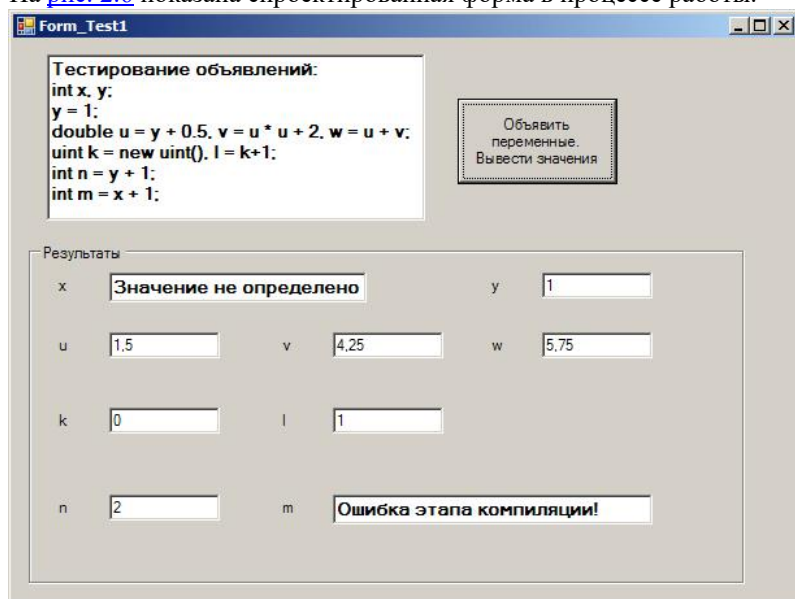 На рис. 2.6 показана спроектированная форма в процессе работы.
Form_Test1
Тестирование объявлений:
int x, y;
y = 1;
double u = y + 0.5, v = u * u + 2, w = u + v;
uint k = new uint(), l = k+1;
int n = y + 1;
int m = x + 1;
Объявить
переменные.
Вывести значения
Результаты
x Значение не определено y 1
u 1,5 v 4,25 w 5,75
k 0 l 1
n 2 m Ошибка этапа компиляции!